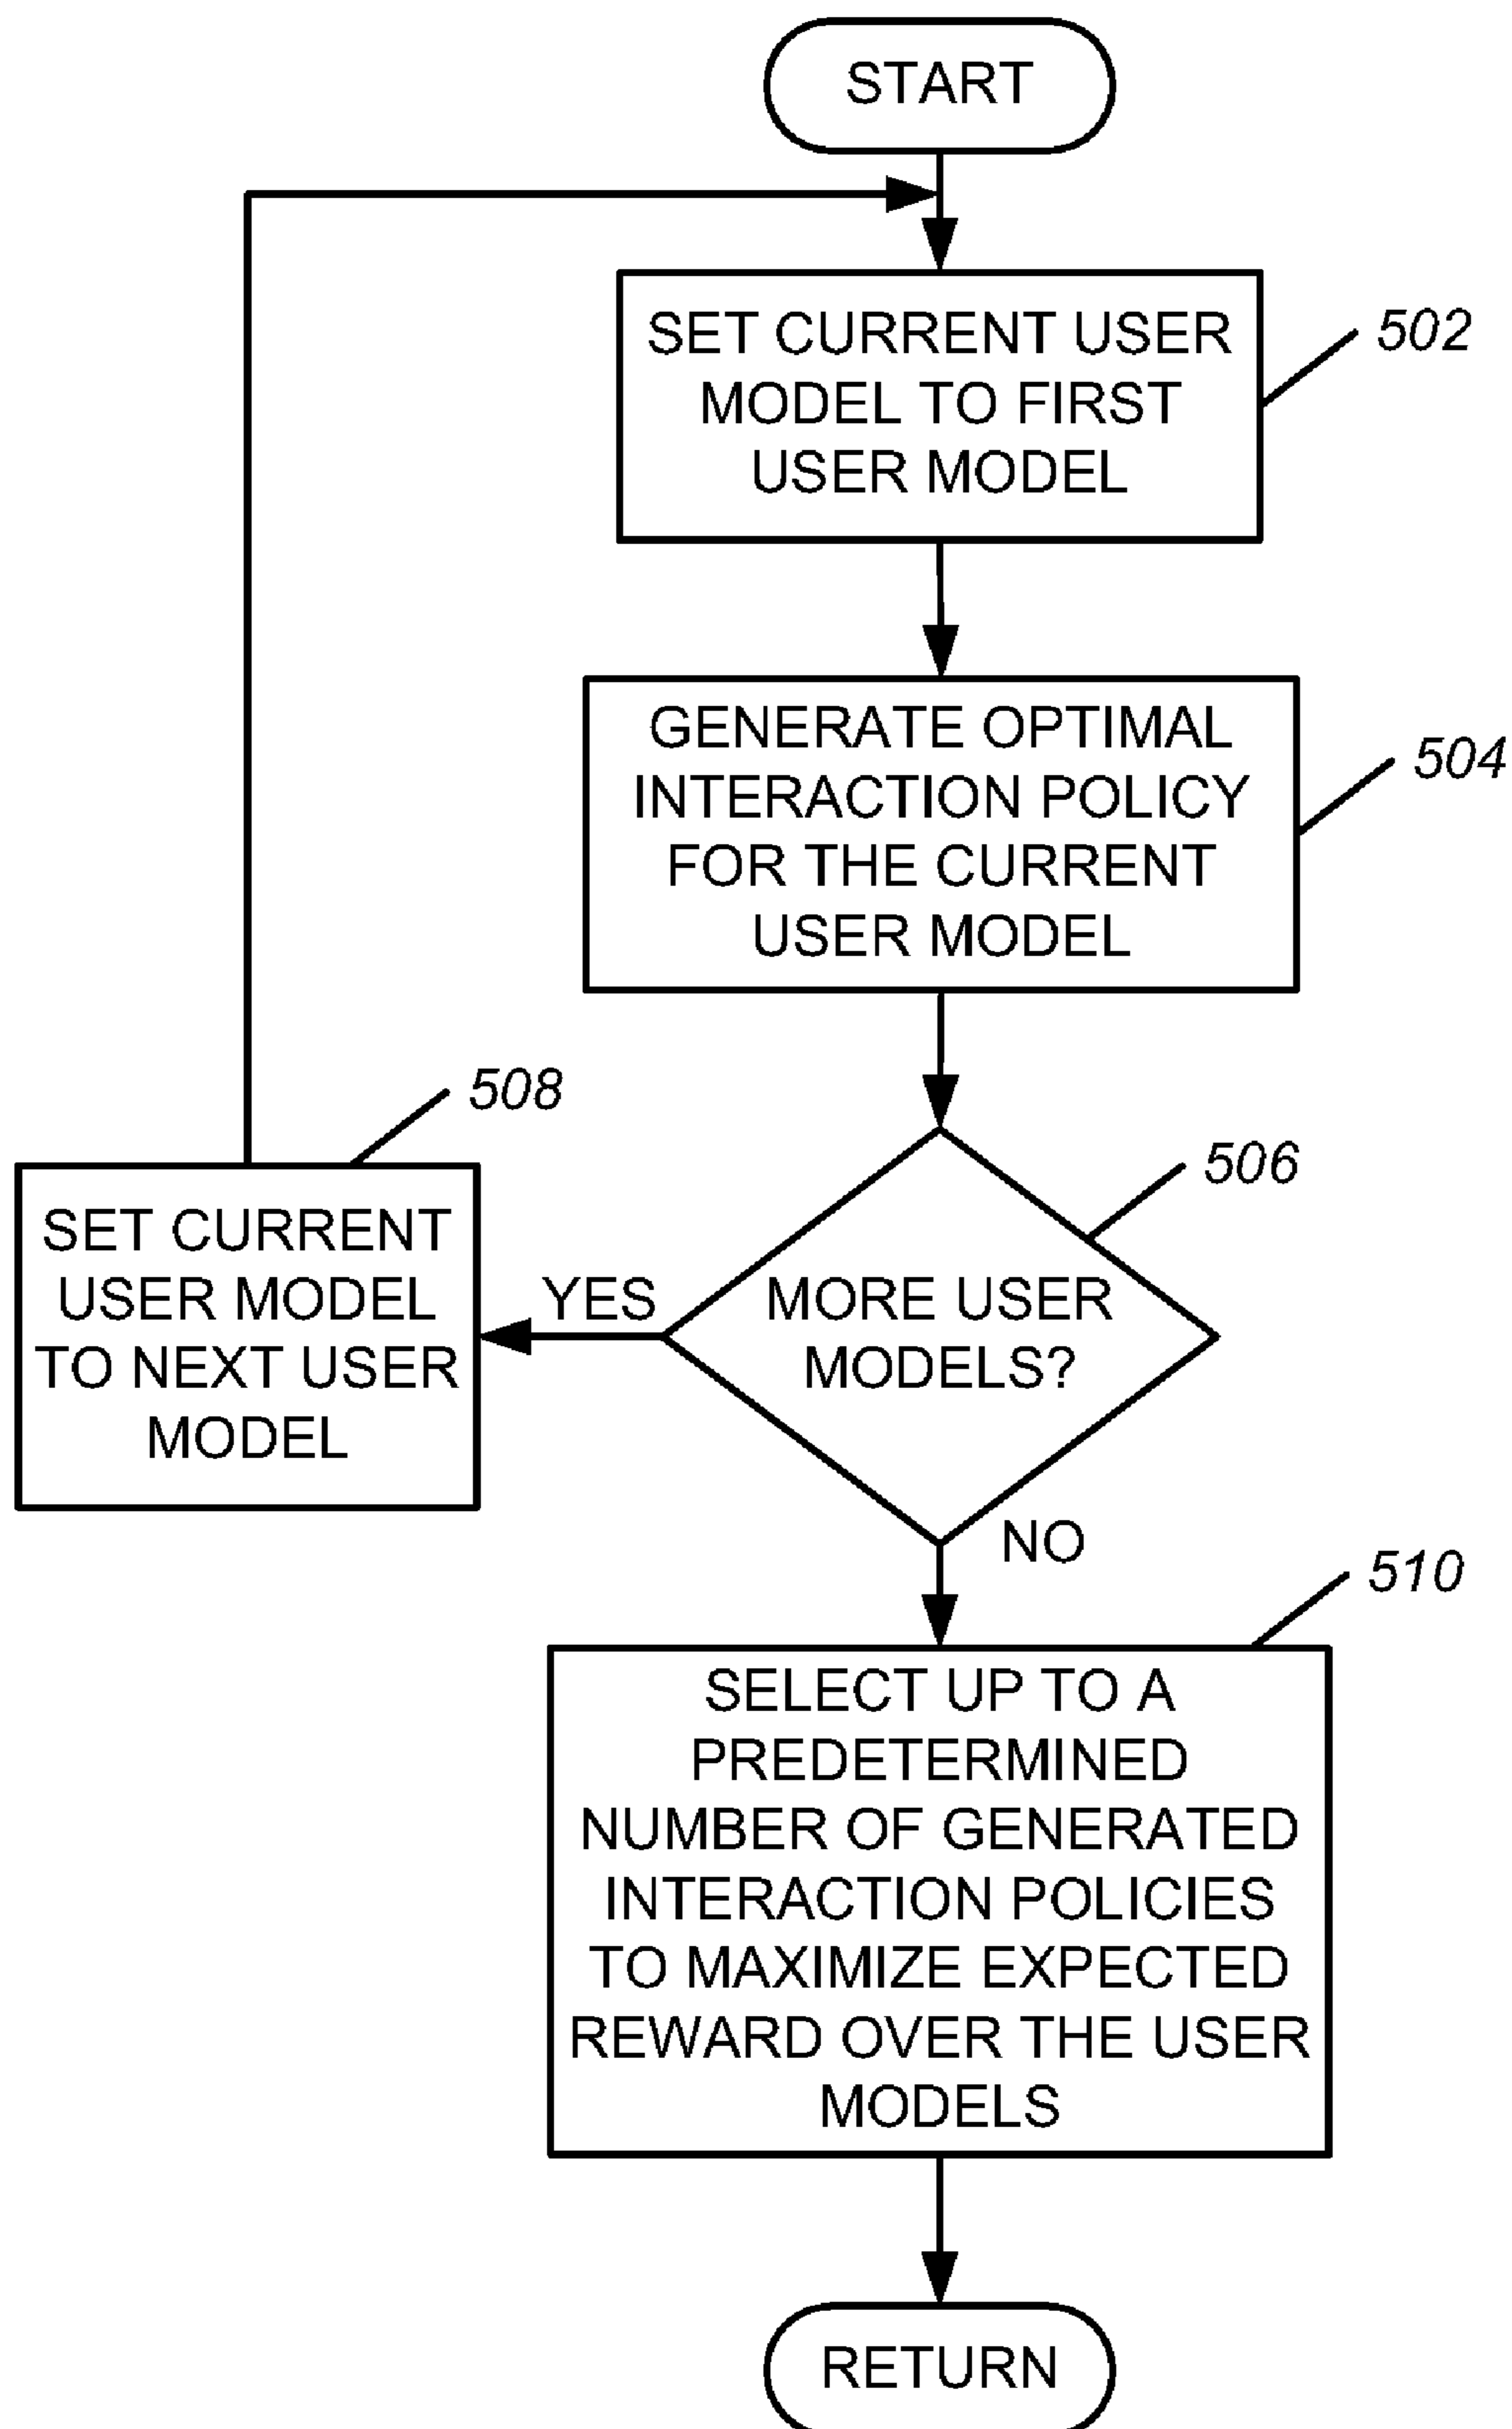 START
SET CURRENT USER
MODEL TO FIRST
USER MODEL
502
GENERATE OPTIMAL
INTERACTION POLICY
FOR THE CURRENT
USER MODEL
504
508
SET CURRENT
USER MODEL
TO NEXT USER
MODEL
YES
506
MORE USER
MODELS?
NO
510
SELECT UP TO A
PREDETERMINED
NUMBER OF GENERATED
INTERACTION POLICIES
TO MAXIMIZE EXPECTED
REWARD OVER THE USER
MODELS
RETURN